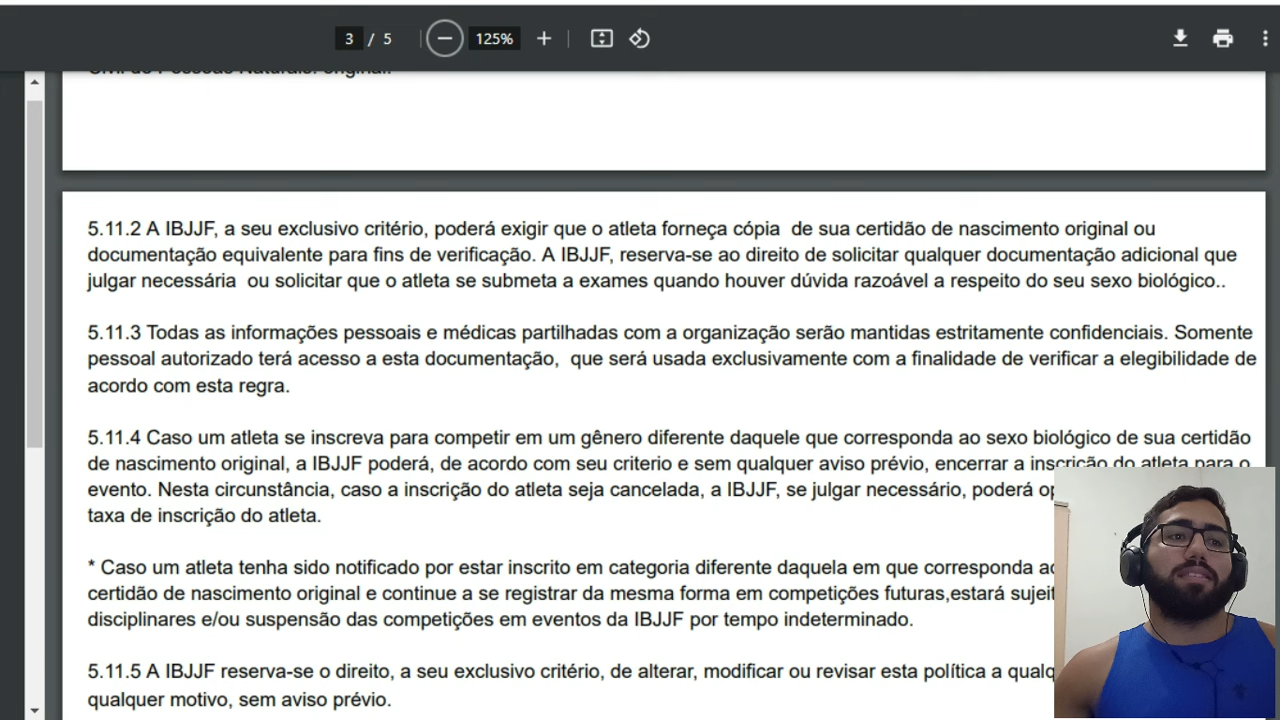 3 / 5
125%
Civil de Pessoas Naturais. original.
5.11.2 A IBJJF, a seu exclusivo critério, poderá exigir que o atleta forneça cópia  de sua certidão de nascimento original ou
documentação equivalente para fins de verificação. A IBJJF, reserva-se ao direito de solicitar qualquer documentação adicional que
julgar necessária  ou solicitar que o atleta se submeta a exames quando houver dúvida razoável a respeito do seu sexo biológico..
5.11.3 Todas as informações pessoais e médicas partilhadas com a organização serão mantidas estritamente confidenciais. Somente
pessoal autorizado terá acesso a esta documentação,  que será usada exclusivamente com a finalidade de verificar a elegibilidade de
acordo com esta regra.
5.11.4 Caso um atleta se inscreva para competir em um gênero diferente daquele que corresponda ao sexo biológico de sua certidão
de nascimento original, a IBJJF poderá, de acordo com seu criterio e sem qualquer aviso prévio, encerrar a inscrição do atleta para o
evento. Nesta circunstância, caso a inscrição do atleta seja cancelada, a IBJJF, se julgar necessário, poderá
taxa de inscrição do atleta.
* Caso um atleta tenha sido notificado por estar inscrito em categoria diferente daquela em que corresponda
certidão de nascimento original e continue a se registrar da mesma forma em competições futuras,estará
disciplinares e/ou suspensão das competições em eventos da IBJJF por tempo indeterminado.
5.11.5 A IBJJF reserva-se o direito, a seu exclusivo critério, de alterar, modificar ou revisar esta política a
qualquer motivo, sem aviso prévio.